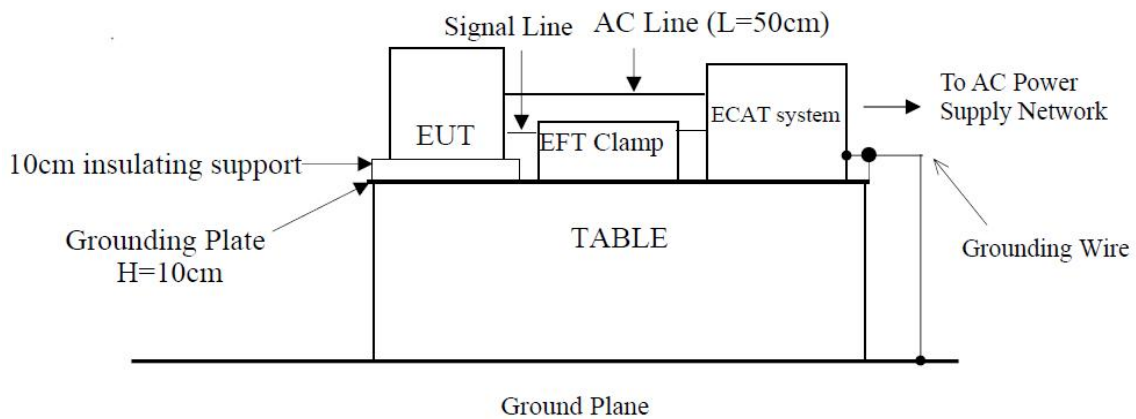 Signal Line
AC Line (L=50cm)
To AC Power
Supply Network
ECAT system
EUT
EFT Clamp
10cm insulating support
Grounding Plate
H=10cm
TABLE
Grounding Wire
Ground Plane